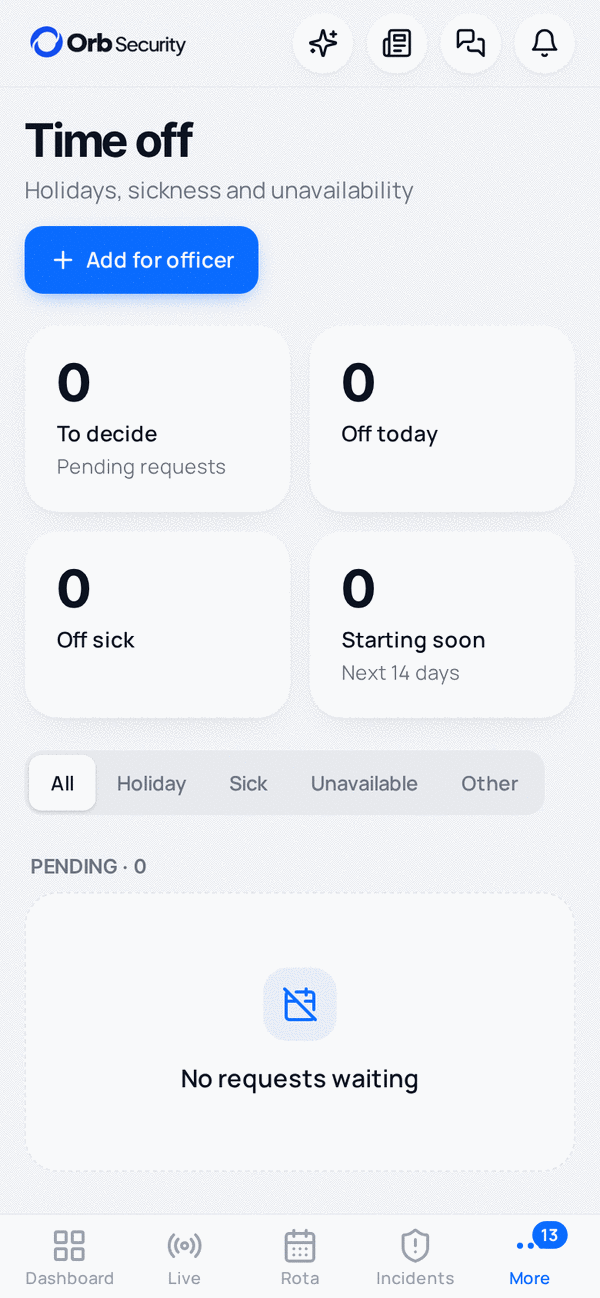 Orb Security
Time off
Holidays, sickness and unavailability
+ Add for officer
0
To decide
Pending requests
0
Off today
0
Off sick
0
Starting soon
Next 14 days
All Holiday Sick Unavailable Other
PENDING · 0
No requests waiting
13
Dashboard Live Rota Incidents More